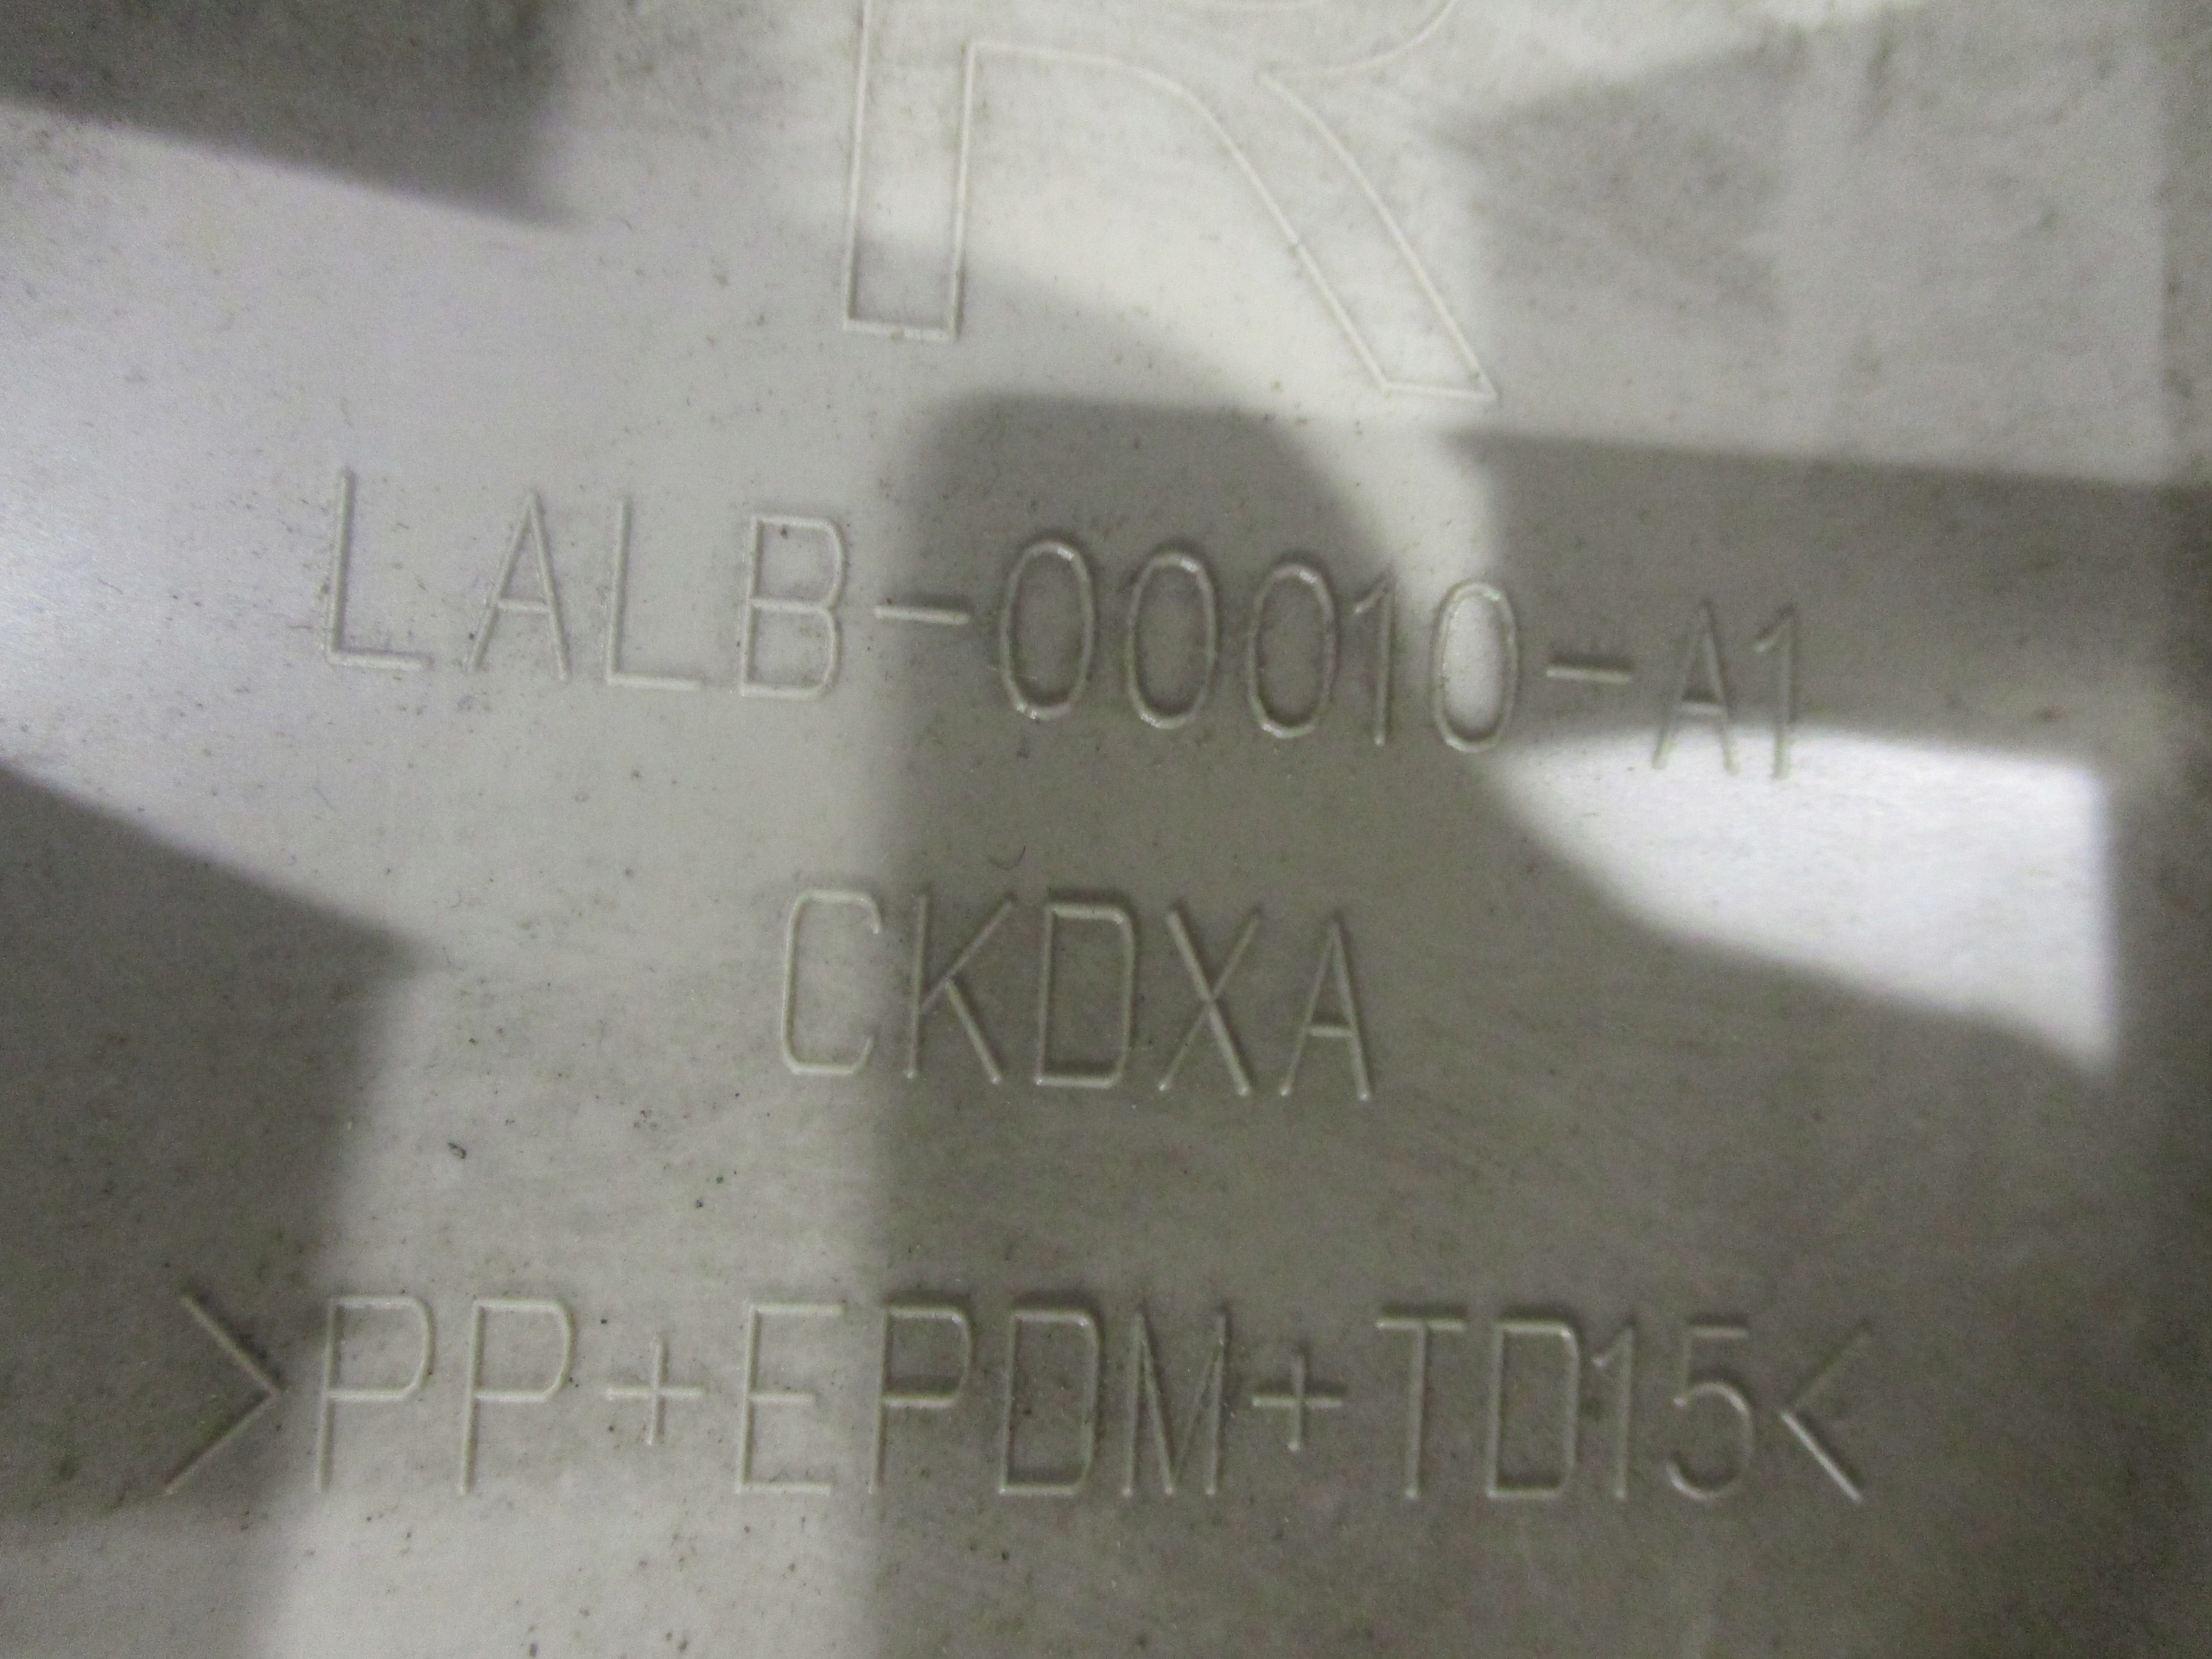 R
LALB-00010-A1
CKDXA
>PP+EPDM+TD15<